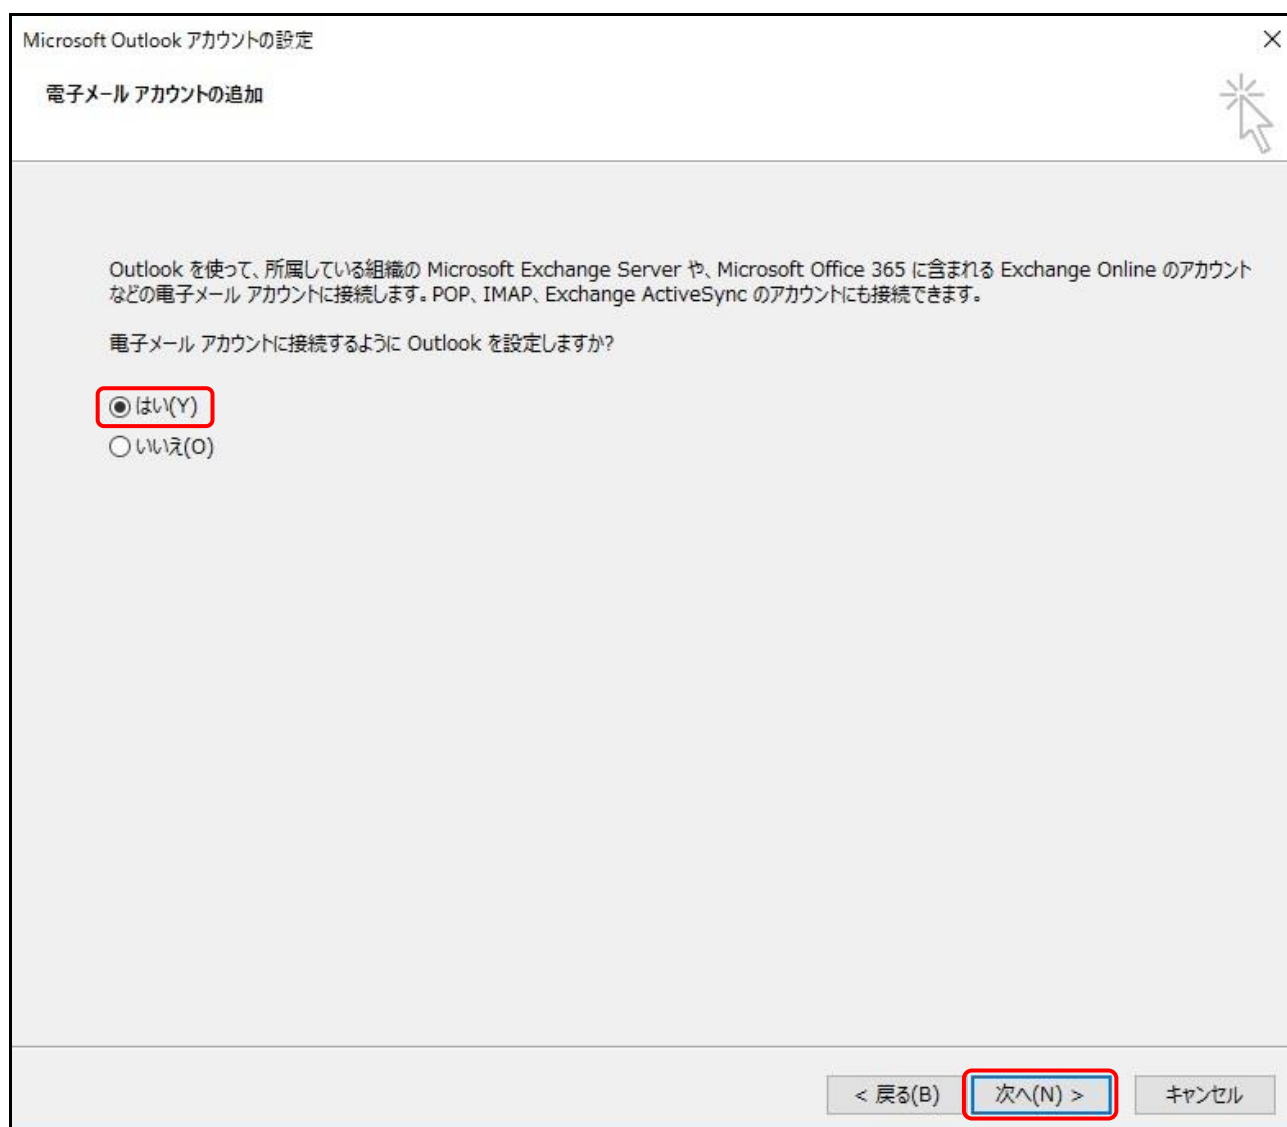 Microsoft Outlook アカウントの設定
電子メール アカウントの追加
Outlook を使って、所属している組織の Microsoft Exchange Server や、Microsoft Office 365 に含まれる Exchange Online のアカウント
などの電子メール アカウントに接続します。POP、IMAP、Exchange ActiveSync のアカウントにも接続できます。
電子メール アカウントに接続するように Outlook を設定しますか?
はい(Y)
いいえ(O)
< 戻る(B) 次へ(N) > キャンセル